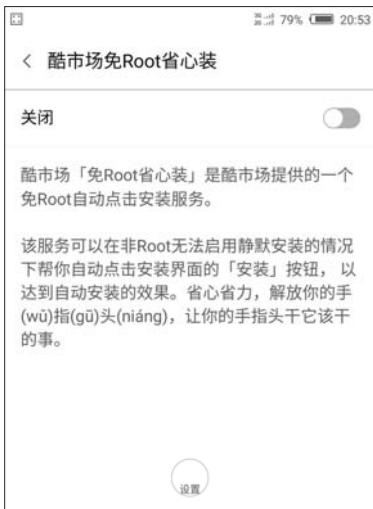 79% 20:53
< 酷市场免Root省心装
关闭
酷市场「免Root省心装」是酷市场提供的一个
免Root自动点击安装服务。
该服务可以在非Root无法启用静默安装的情况
下帮你自动点击安装界面的「安装」按钮， 以
达到自动安装的效果。省心省力，解放你的手
(wǔ)指(gū)头(niáng)，让你的手指头干它该干
的事。
设置